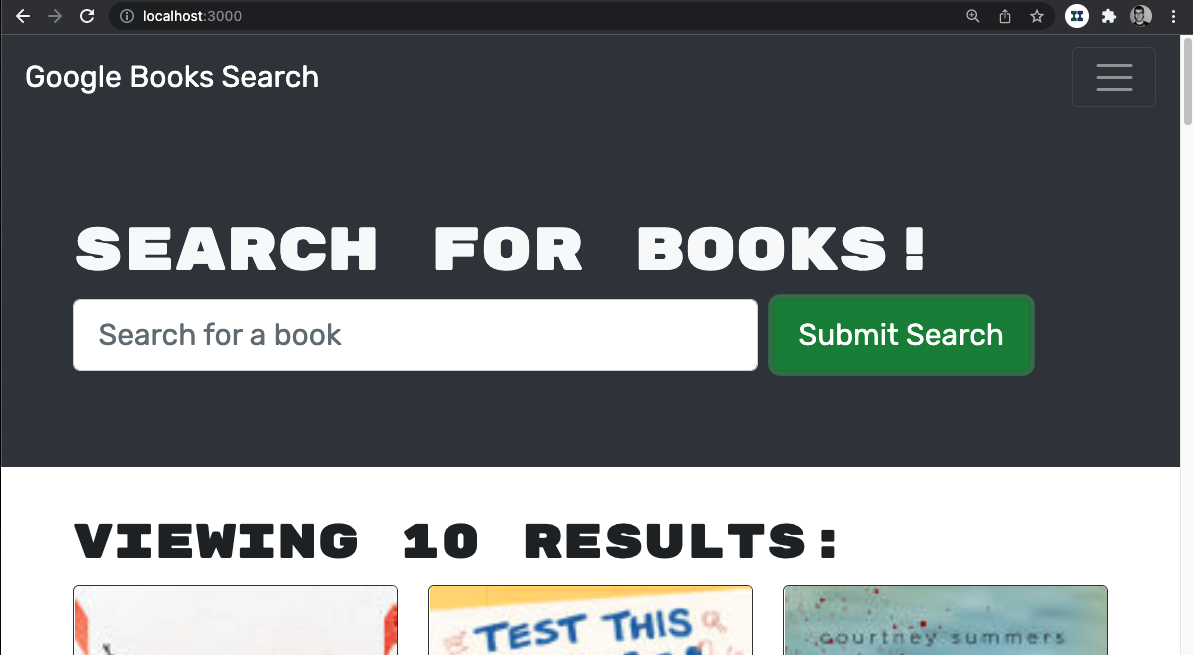 localhost:3000
Google Books Search
SEARCH FOR BOOKS!
Search for a book
Submit Search
VIEWING 10 RESULTS:
TEST THIS
courtney summers